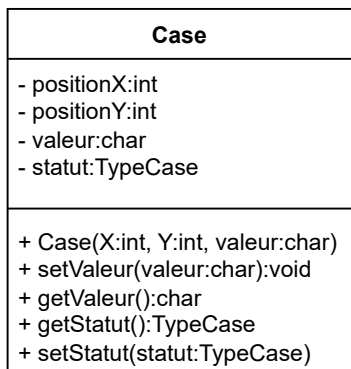 Case
- positionX:int
- positionY:int
- valeur:char
- statut:TypeCase
+ Case(X:int, Y:int, valeur:char)
+ setValeur(valeur:char):void
+ getValeur():char
+ getStatut():TypeCase
+ setStatut(statut:TypeCase)